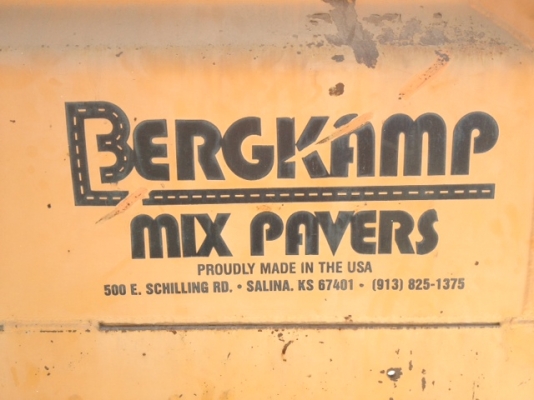 BERGKAMP
MIX PAVERS
PROUDLY MADE IN THE USA
500 E. SCHILLING RD. • SALINA. KS 67401 • (913) 825-1375